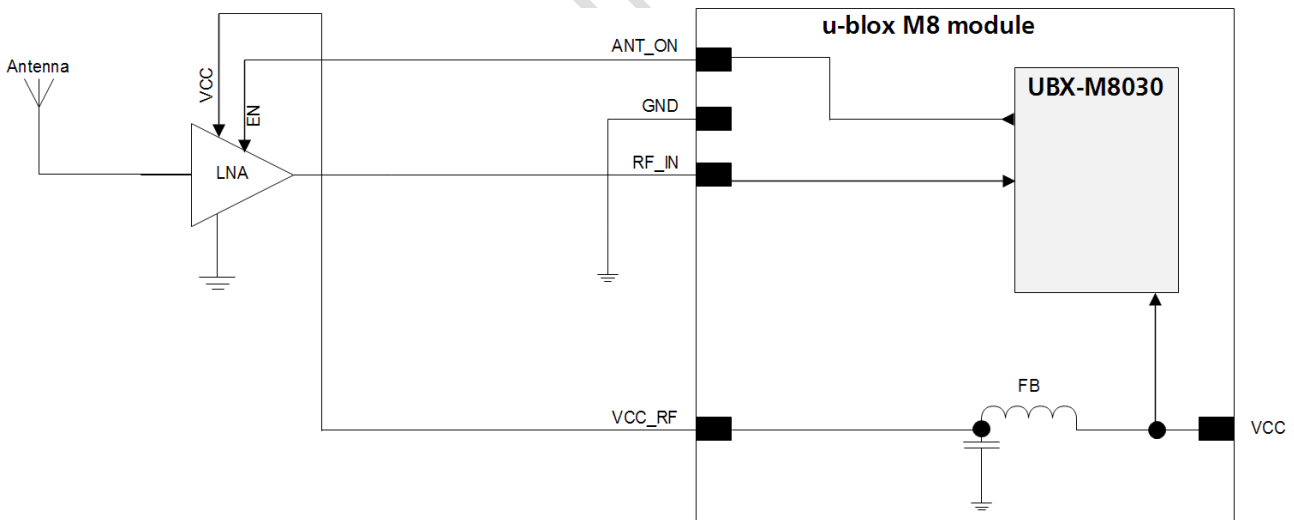 u-blox M8 module
ANT_ON
Antenna
VCC
UBX-M8030
GND
EN
RF_IN
LNA
FB
VCC_RF
VCC